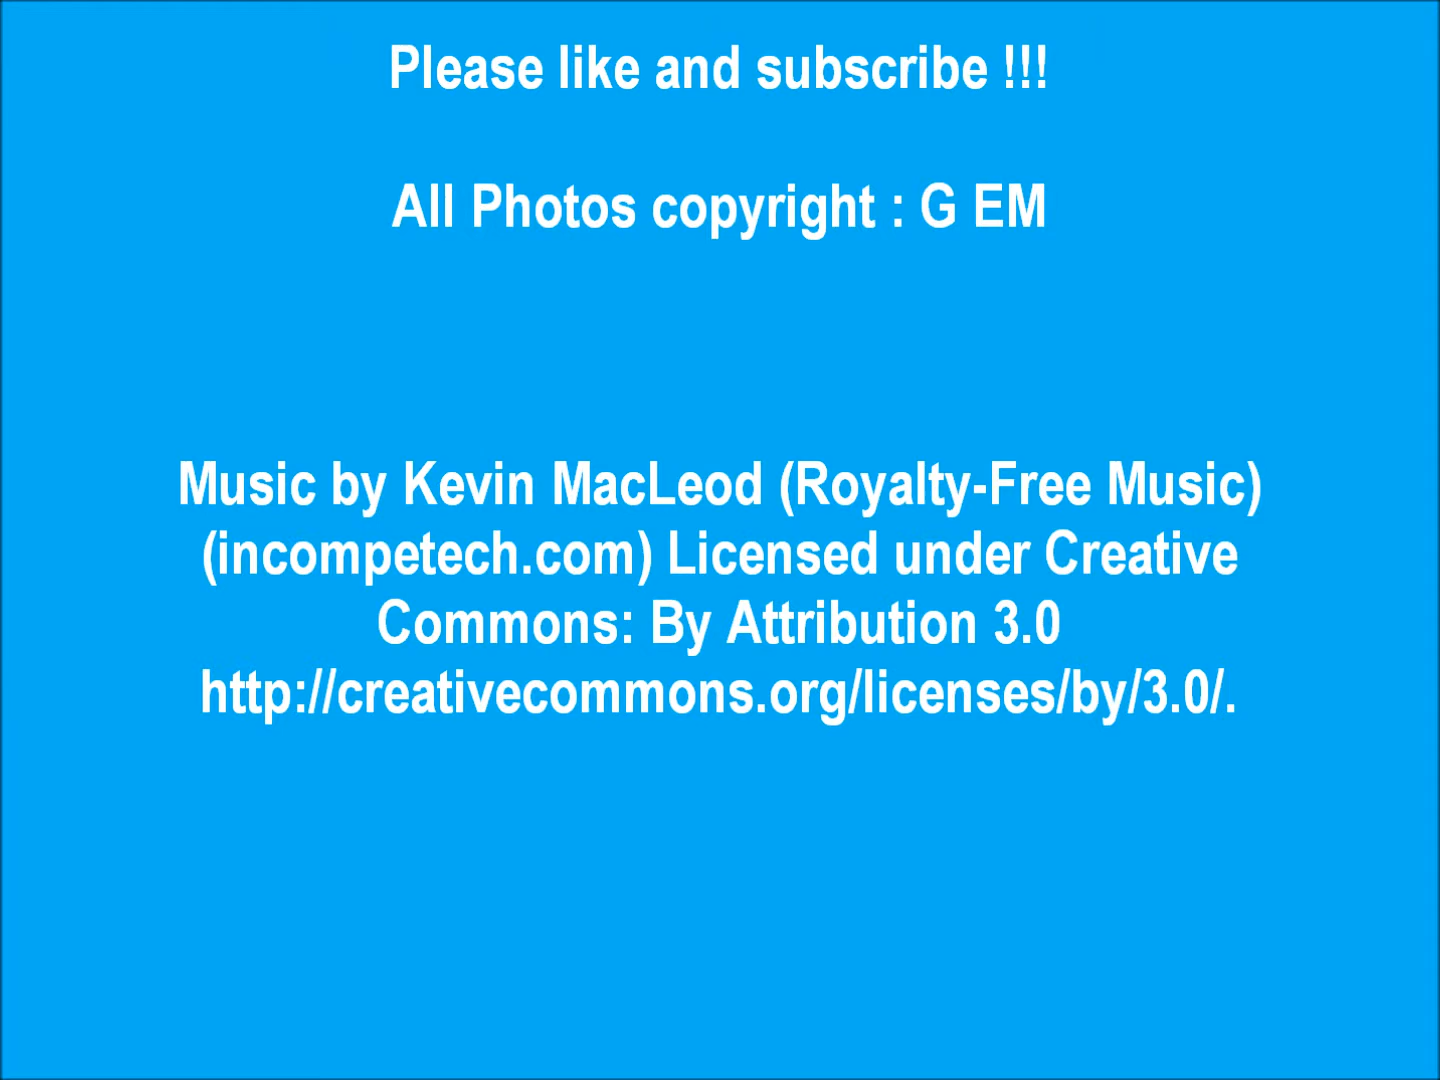 Please like and subscribe !!!
All Photos copyright : G EM
Music by Kevin MacLeod (Royalty-Free Music)
(incompetech.com) Licensed under Creative
Commons: By Attribution 3.0
http://creativecommons.org/licenses/by/3.0/.